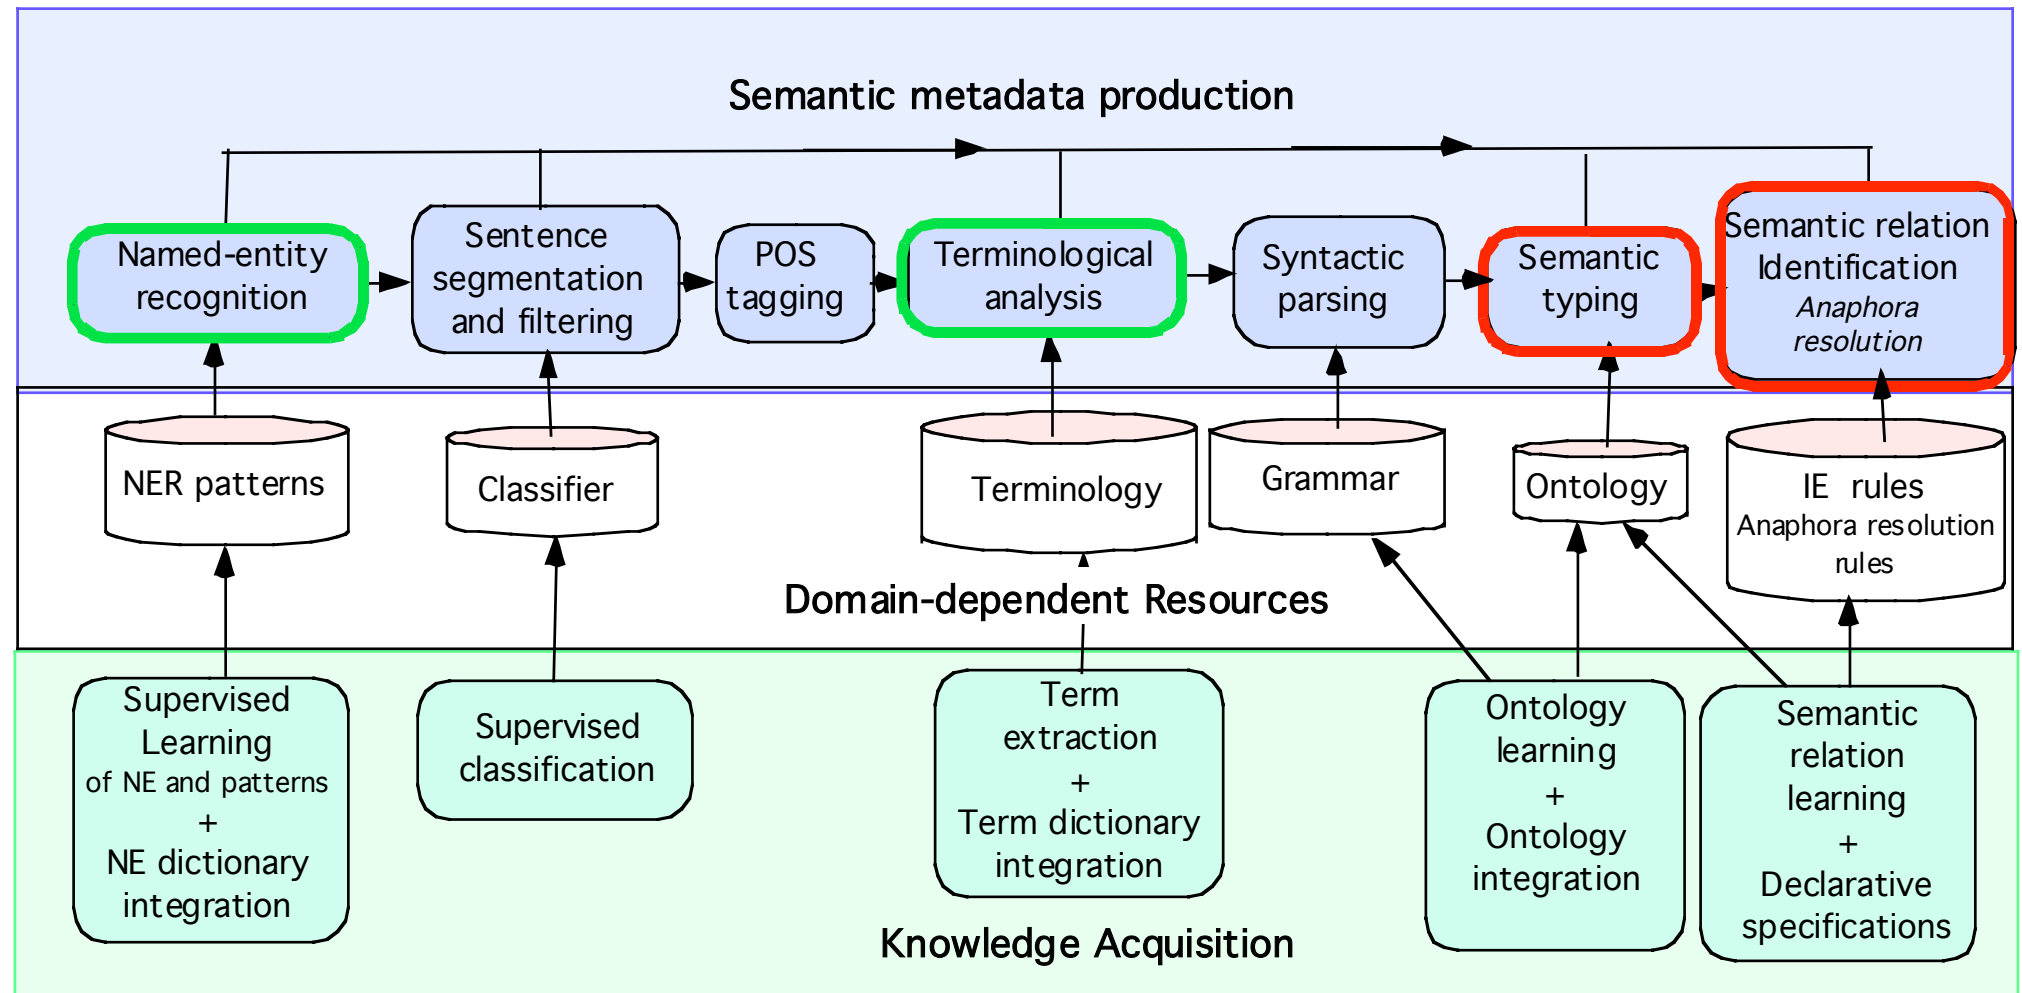 Semantic metadata production
Named-entity
recognition
Sentence
segmentation
and filtering
POS
tagging
Terminological
analysis
Syntactic
parsing
Semantic
typing
Semantic relation
Identification
Anaphora
resolution
NER patterns
Classifier
Terminology
Grammar
Ontology
IE rules
Anaphora resolution
rules
Domain-dependent Resources
Supervised
Learning
of NE and patterns
+
NE dictionary
integration
Supervised
classification
Term
extraction
+
Term dictionary
integration
Ontology
learning
+
Ontology
integration
Semantic
relation
learning
+
Declarative
specifications
Knowledge Acquisition